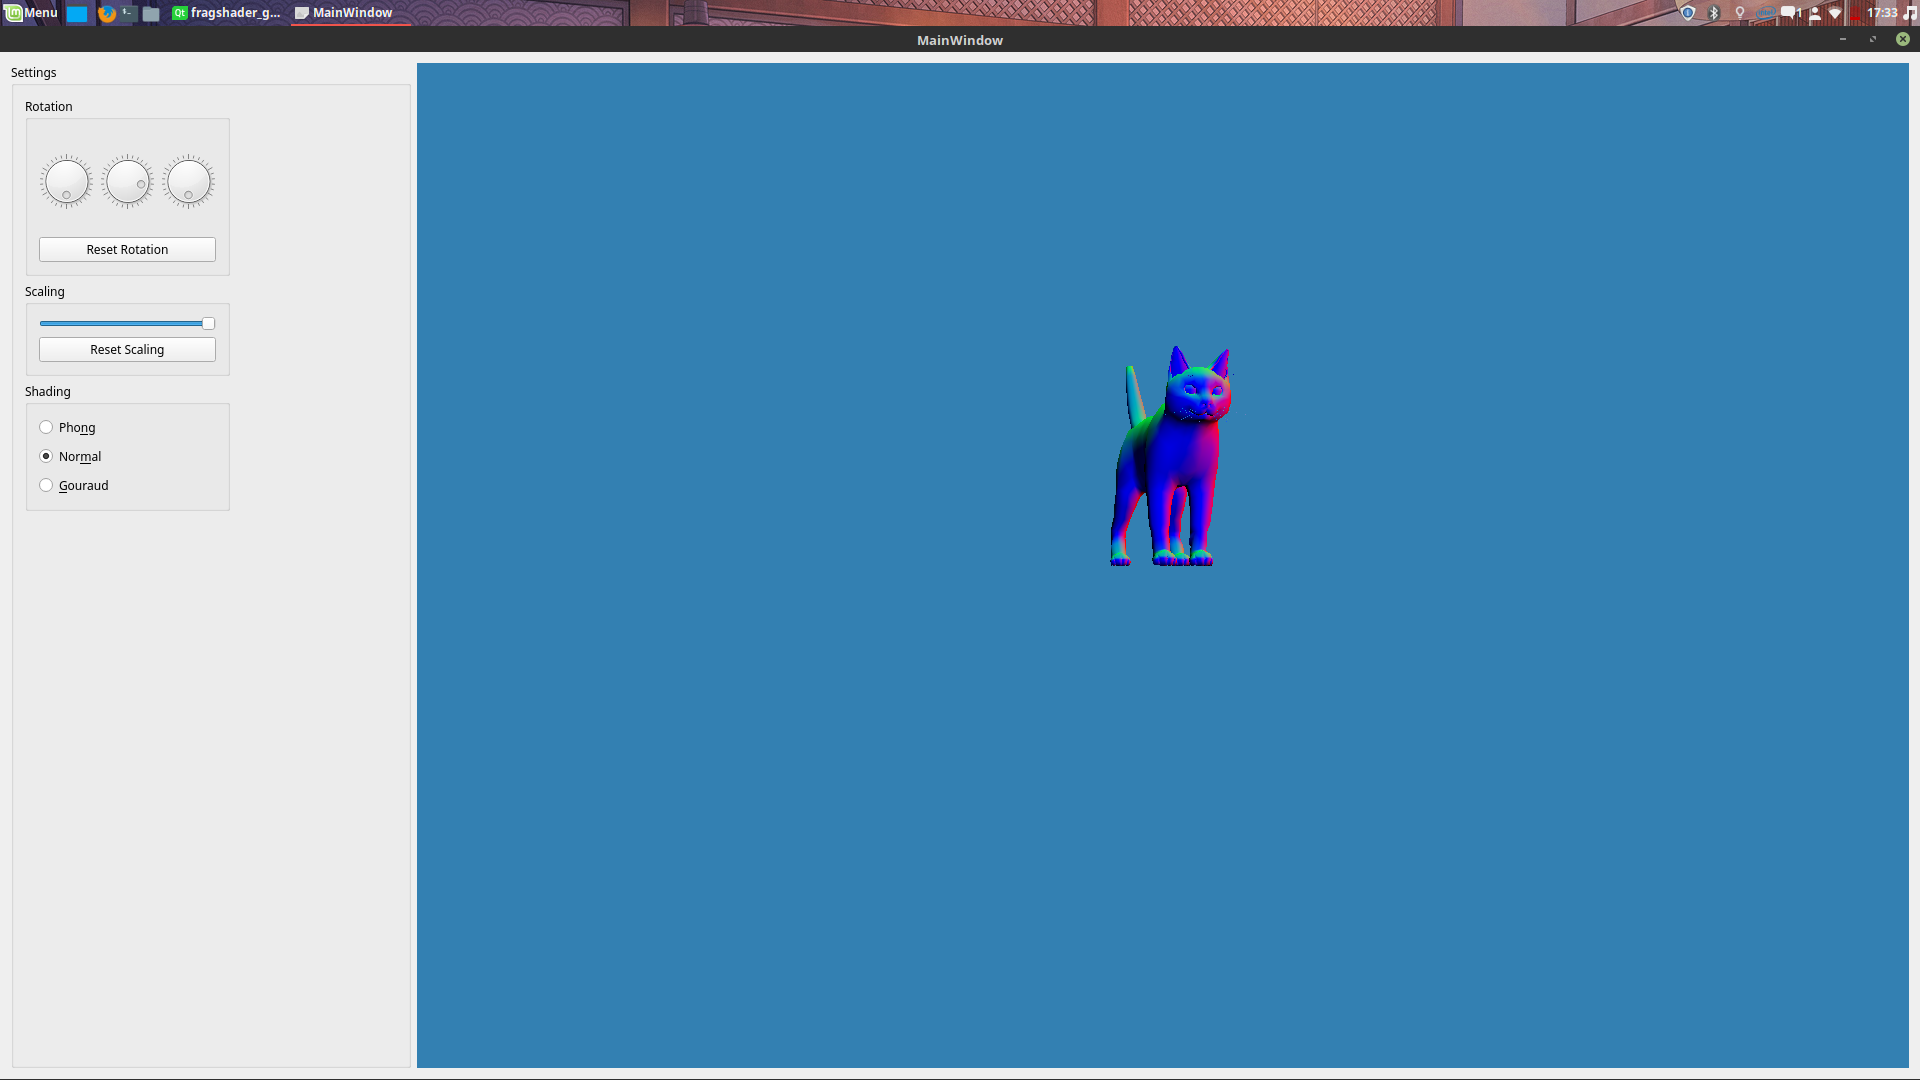 Menu
fragshader_g...
MainWindow
1
17:33
MainWindow
Settings
Rotation
Reset Rotation
Scaling
Reset Scaling
Shading
Phong
Normal
Gouraud